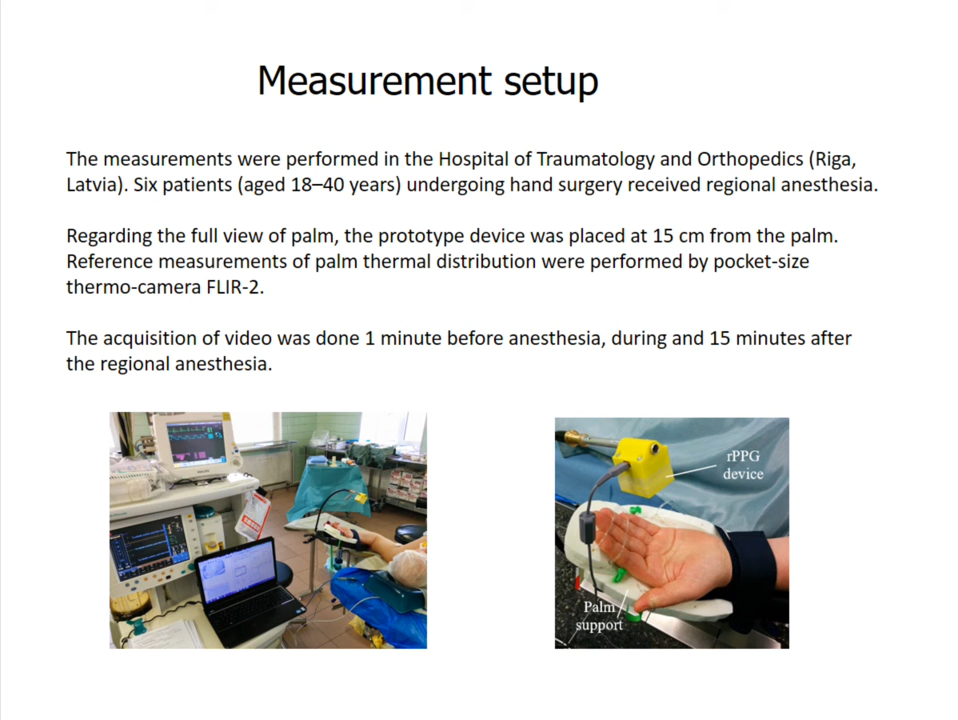 Measurement setup
The measurements were performed in the Hospital of Traumatology and Orthopedics (Riga,
Latvia). Six patients (aged 18–40 years) undergoing hand surgery received regional anesthesia.
Regarding the full view of palm, the prototype device was placed at 15 cm from the palm.
Reference measurements of palm thermal distribution were performed by pocket-size
thermo-camera FLIR-2.
The acquisition of video was done 1 minute before anesthesia, during and 15 minutes after
the regional anesthesia.
rPPG
device
Palm
support